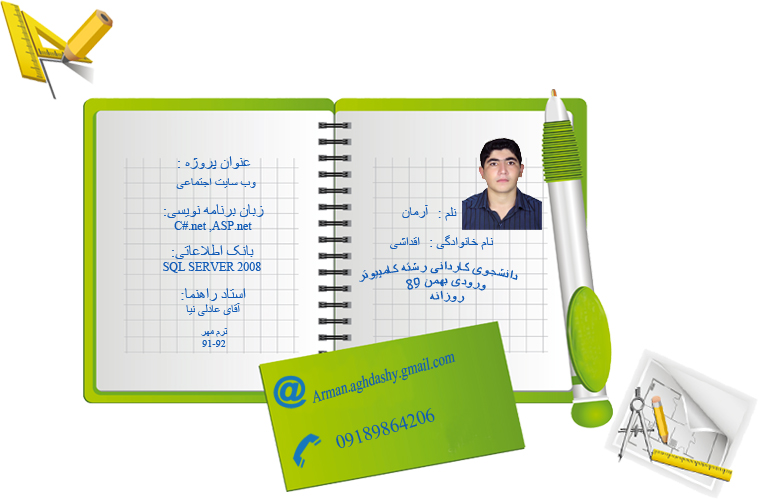 عنوان پروژه :
وب سایت اجتماعی
زبان برنامه نویسی:
C#.net ,ASP.net
بانک اطلاعاتی:
SQL SERVER 2008
استاد راهنما:
آقای عادلی نیا
ترم مهر
91-92
نام : آرمان
نام خانوادگی : اقداشی
دانشجوی کاردانی رشته کامپیوتر
ورودی بهمن 89
روزانه
@ Arman.aghdashy.gmail.com
09189864206